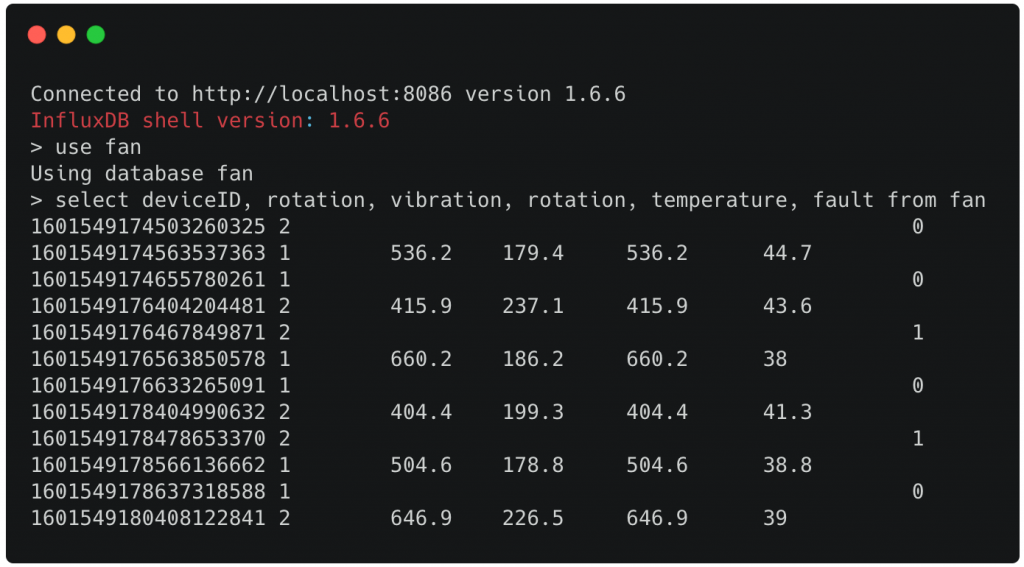 Connected to http://localhost:8086 version 1.6.6
InfluxDB shell version: 1.6.6
> use fan
Using database fan
> select deviceID, rotation, vibration, rotation, temperature, fault from fan
1601549174503260325 2 0
1601549174563537363 1 536.2 179.4 536.2 44.7
1601549174655780261 1 0
1601549176404204481 2 415.9 237.1 415.9 43.6
1601549176467849871 2 1
1601549176563850578 1 660.2 186.2 660.2 38
1601549176633265091 1 0
1601549178404990632 2 404.4 199.3 404.4 41.3
1601549178478653370 2 1
1601549178566136662 1 504.6 178.8 504.6 38.8
1601549178637318588 1 0
1601549180408122841 2 646.9 226.5 646.9 39